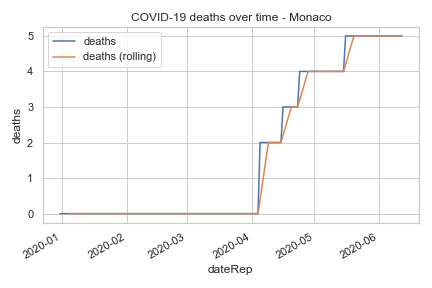 COVID-19 deaths over time - Monaco
deaths
deaths (rolling)
5
4
3
2
1
0
deaths
2020-01
2020-02
2020-03
2020-04
2020-05
2020-06
dateRep